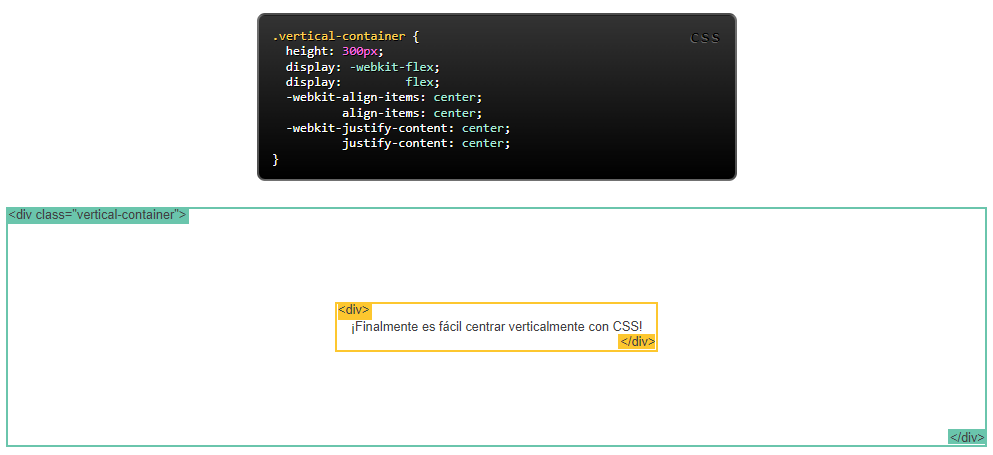 css
.vertical-container {
  height: 300px;
  display: -webkit-flex;
  display:         flex;
  -webkit-align-items: center;
          align-items: center;
  -webkit-justify-content: center;
          justify-content: center;
}
<div class="vertical-container">
<div>
¡Finalmente es fácil centrar verticalmente con CSS!
</div>
</div>